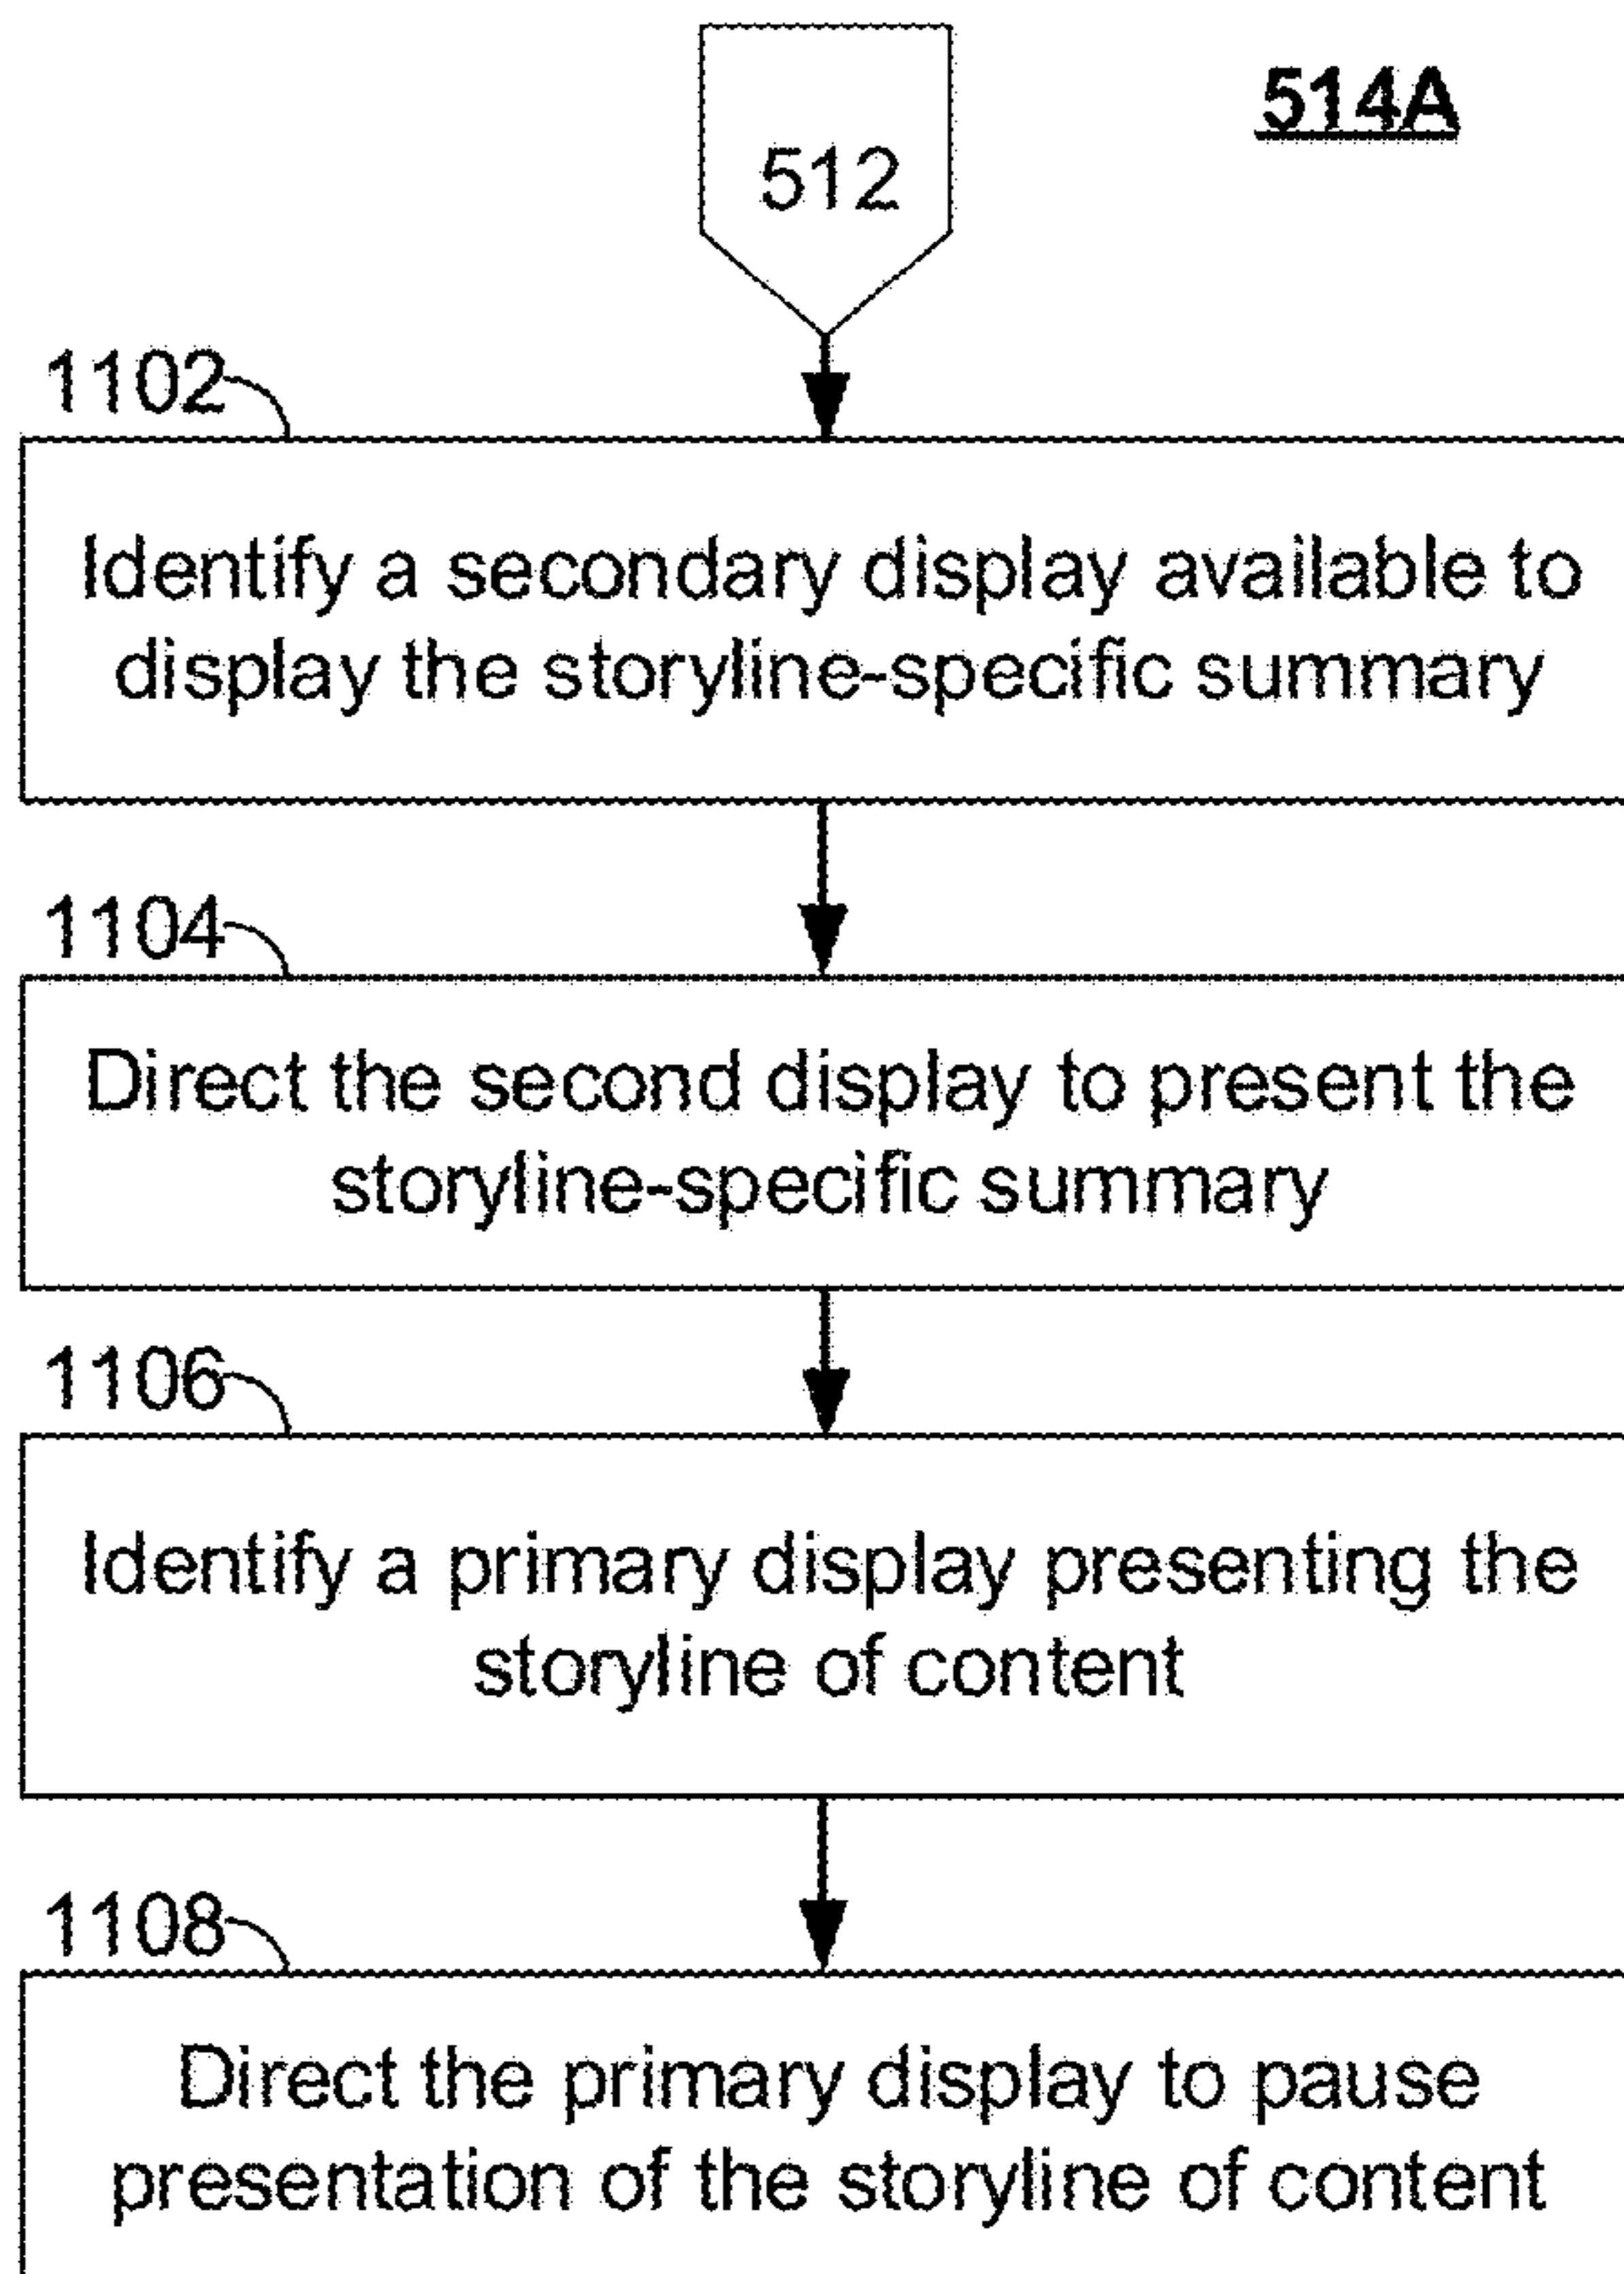 514A
512
1102
Identify a secondary display available to
display the storyline-specific summary
1104
Direct the second display to present the
storyline-specific summary
1106
Identify a primary display presenting the
storyline of content
1108
Direct the primary display to pause
presentation of the storyline of content